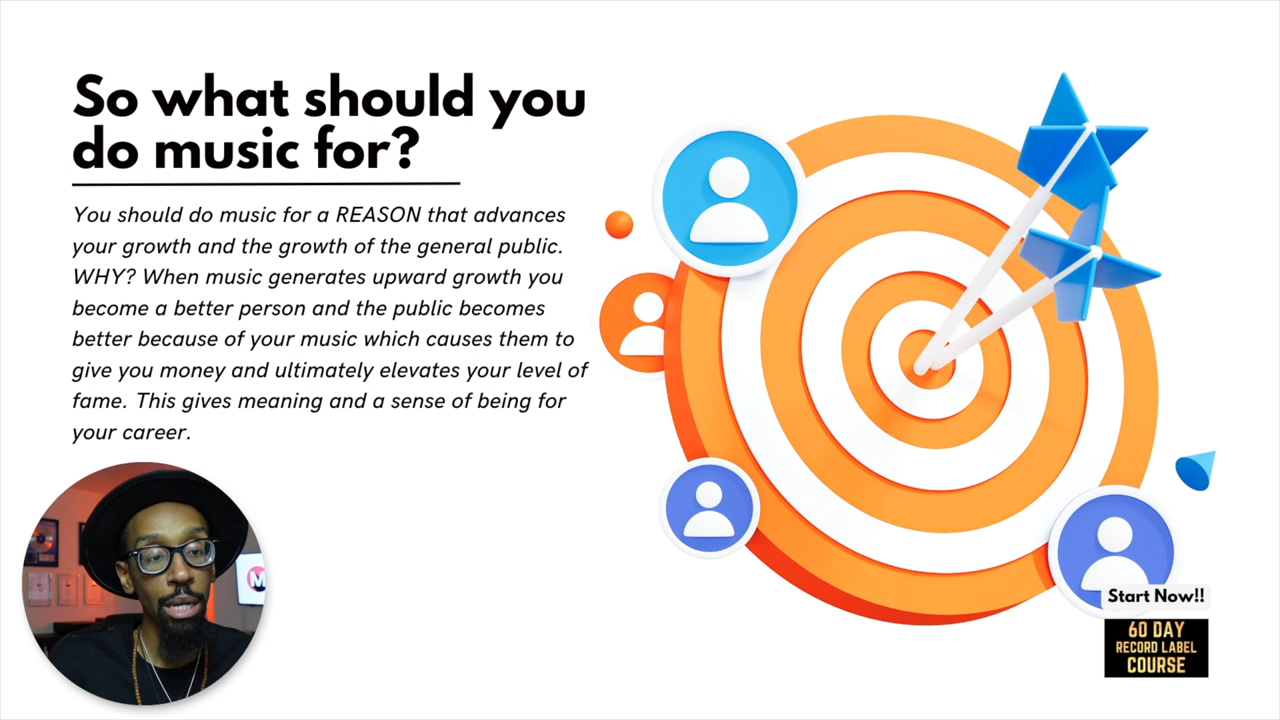 So what should you
do music for?
You should do music for a REASON that advances
your growth and the growth of the general public.
WHY? When music generates upward growth you
become a better person and the public becomes
better because of your music which causes them to
give you money and ultimately elevates your level of
fame. This gives meaning and a sense of being for
your career.
M
Start Now!!
60 DAY
RECORD LABEL
COURSE